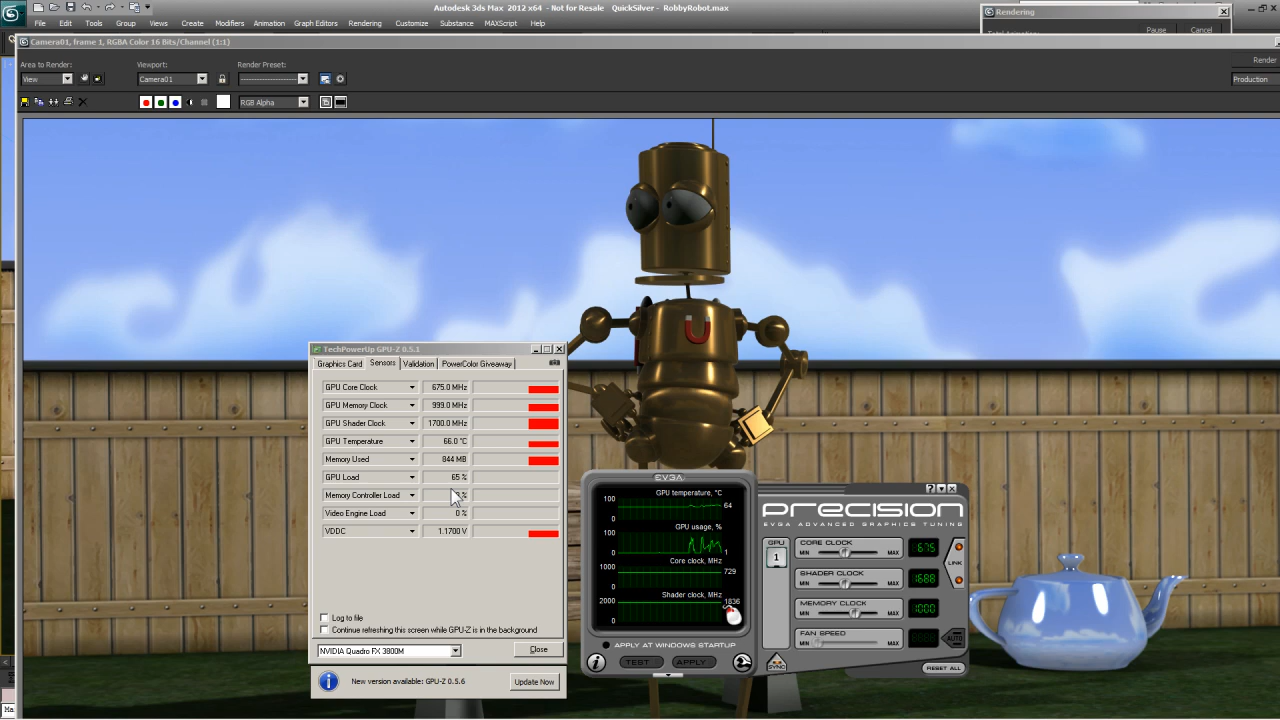 Autodesk 3ds Max 2012 x64 - Not for Resale QuickSilver - RobbyRobot.max
Rendering
File Edit Tools Group Views Create Modifiers Animation Graph Editors Rendering Customize Substance MAXScript Help
Pause Cancel
Camera01, frame 1, RGBA Color 16 Bits/Channel (1:1)
Area to Render: Viewport: Render Preset: Render
View Camera01 Production
RGB Alpha
TechPowerUp GPU-Z 0.5.1
Graphics Card Sensors Validation PowerColor Giveaway
GPU Core Clock 675.0 MHz
GPU Memory Clock 999.0 MHz
GPU Shader Clock 1700.0 MHz
GPU Temperature 66.0 °C
Memory Used 844 MB
GPU Load 65 %
Memory Controller Load %
Video Engine Load 0 %
VDDC 1.1700 V
Log to file
Continue refreshing this screen while GPU-Z is in the background
NVIDIA Quadro FX 3800M Close
New version available: GPU-Z 0.5.6 Update Now
EVGA
GPU temperature, °C
100
64
0
GPU usage, %
100
1
0
Core clock, MHz
1000
729
0
Shader clock, MHz
2000
1836
0
APPLY AT WINDOWS STARTUP
i TEST APPLY
PRECISION
EVGA ADVANCED GRAPHICS TUNING
GPU
1
CORE CLOCK
MIN MAX 675
LINK
SHADER CLOCK
MIN MAX 1688
MEMORY CLOCK
MIN MAX 1000
FAN SPEED
MIN MAX AUTO
SYNC
RESET ALL